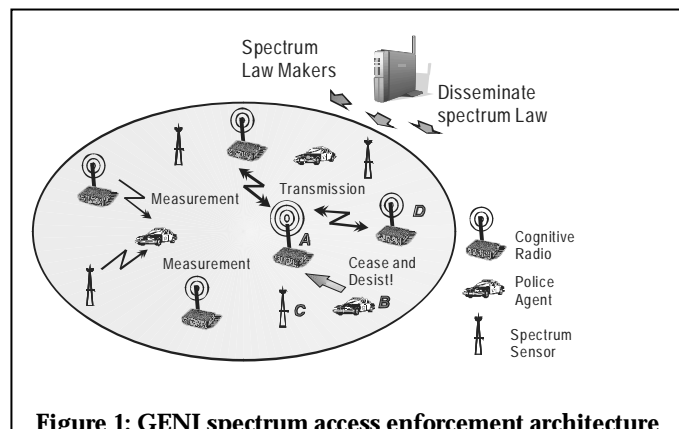 Spectrum
Law Makers
Disseminate
spectrum Law
Measurement
Transmission
D
A
Measurement
Cease and
Desist!
C
B
Cognitive
Radio
Police
Agent
Spectrum
Sensor
Figure 1: GENI spectrum access enforcement architecture